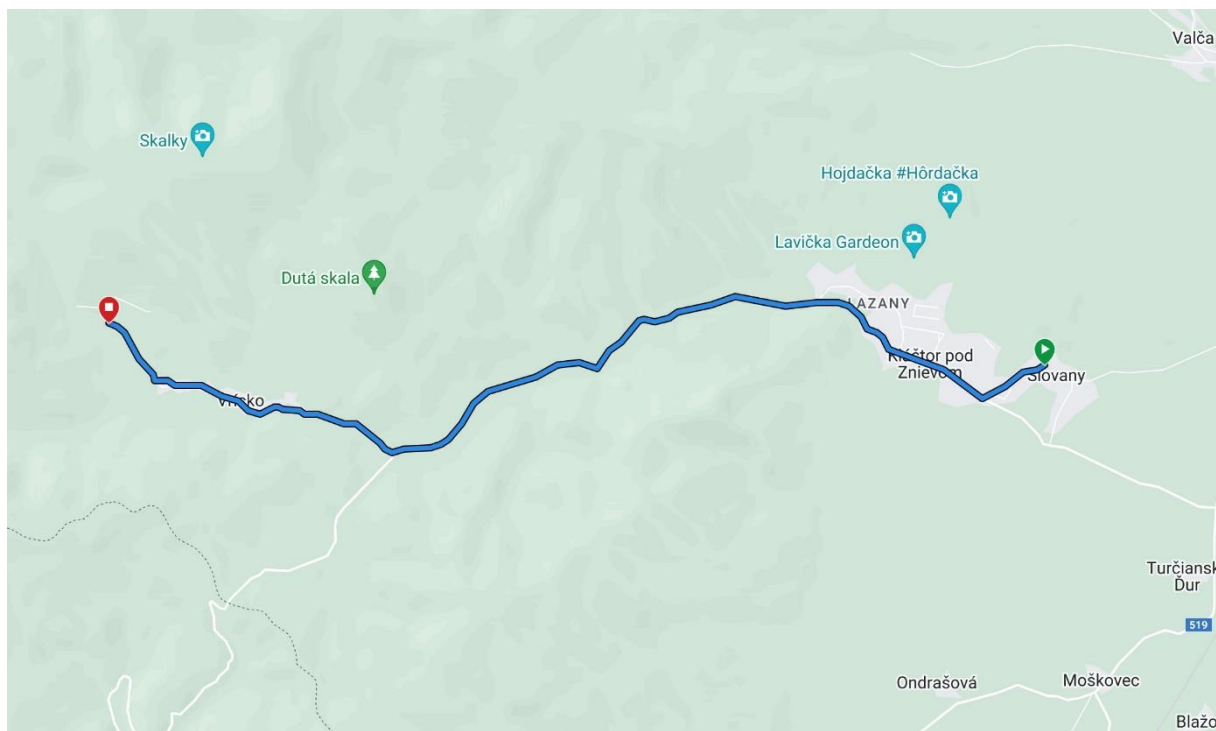 Valča
Skalky
Hojdačka #Hôrdačka
Lavička Gardeon
Dutá skala
LAZANY
Kláštor pod
Znievom
Slovany
Turčiansk
Ďur
519
Ondrašová
Moškovec
Blažo